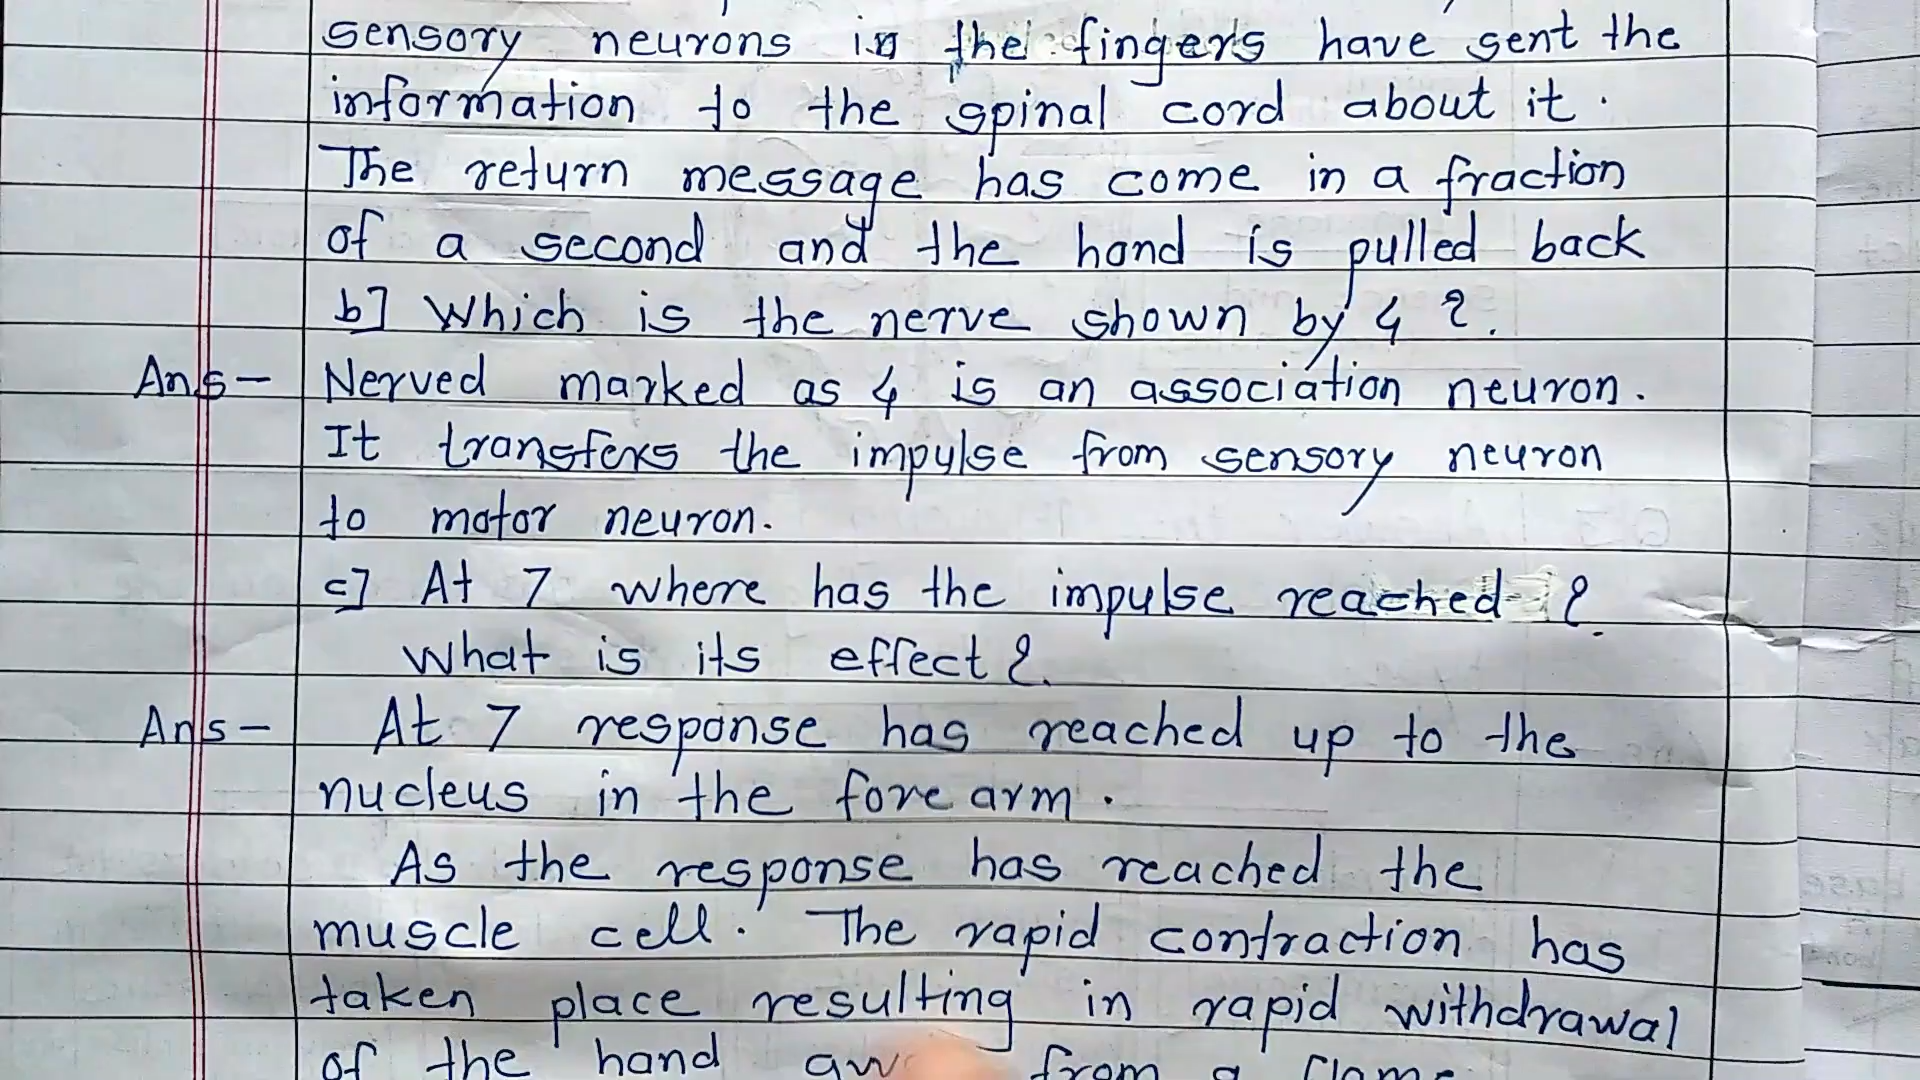 sensory neurons in the fingers have sent the
information to the spinal cord about it.
The return message has come in a fraction
of a second and the hand is pulled back
b] Which is the nerve shown by 4 ?
Ans- Nerved marked as 4 is an association neuron.
It transfers the impulse from sensory neuron
to motor neuron.
c] At 7 where has the impulse reached ?
What is its effect ?
Ans- At 7 response has reached up to the
nucleus in the fore arm.
As the response has reached the
muscle cell. The rapid contraction has
taken place resulting in rapid withdrawal
of the hand from a flame